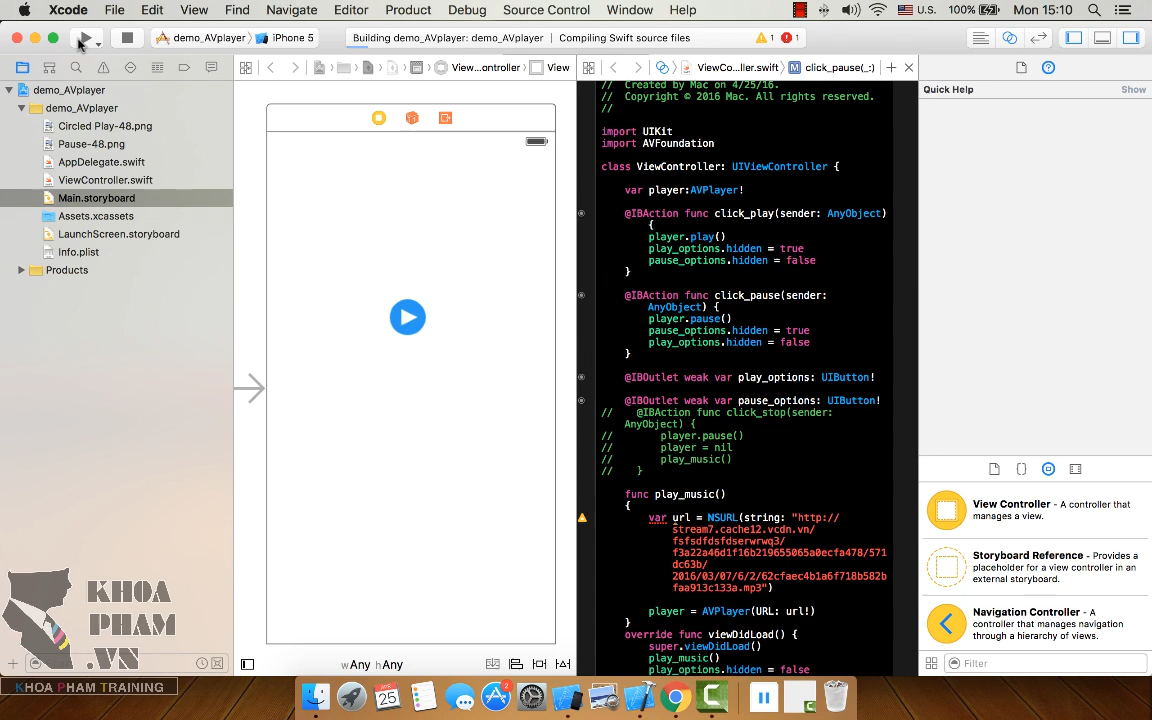 Xcode File Edit View Find Navigate Editor Product Debug Source Control Window Help U.S. 100% Mon 15:10
demo_AVplayer iPhone 5 Building demo_AVplayer: demo_AVplayer Compiling Swift source files 1 1
View...ontroller View ViewCo...ller.swift M click_pause(_:)
demo_AVplayer
demo_AVplayer
Circled Play-48.png
Pause-48.png
AppDelegate.swift
ViewController.swift
Main.storyboard
Assets.xcassets
LaunchScreen.storyboard
Info.plist
Products
// Created by Mac on 4/25/16.
// Copyright © 2016 Mac. All rights reserved.
//
import UIKit
import AVFoundation
class ViewController: UIViewController {
var player:AVPlayer!
@IBAction func click_play(sender: AnyObject)
{
player.play()
play_options.hidden = true
pause_options.hidden = false
}
@IBAction func click_pause(sender:
AnyObject) {
player.pause()
pause_options.hidden = true
play_options.hidden = false
}
@IBOutlet weak var play_options: UIButton!
@IBOutlet weak var pause_options: UIButton!
// @IBAction func click_stop(sender:
AnyObject) {
// player.pause()
// player = nil
// play_music()
// }
func play_music()
{
var url = NSURL(string: "http://
stream7.cache12.vcdn.vn/
fsfsdfdsfdserwrwq3/
f3a22a46d1f16b219655065a0ecfa478/571
dc63b/
2016/03/07/6/2/62cfaec4b1a6f718b582b
faa913c133a.mp3")
player = AVPlayer(URL: url!)
}
override func viewDidLoad() {
super.viewDidLoad()
play_music()
play_options.hidden = false
wAny hAny
Quick Help Show
View Controller - A controller that
manages a view.
Storyboard Reference - Provides a
placeholder for a view controller in an
external storyboard.
Navigation Controller - A
controller that manages navigation
through a hierarchy of views.
Filter
KHOA
PHAM
.VN
KHOA PHAM TRAINING
APR
25
2